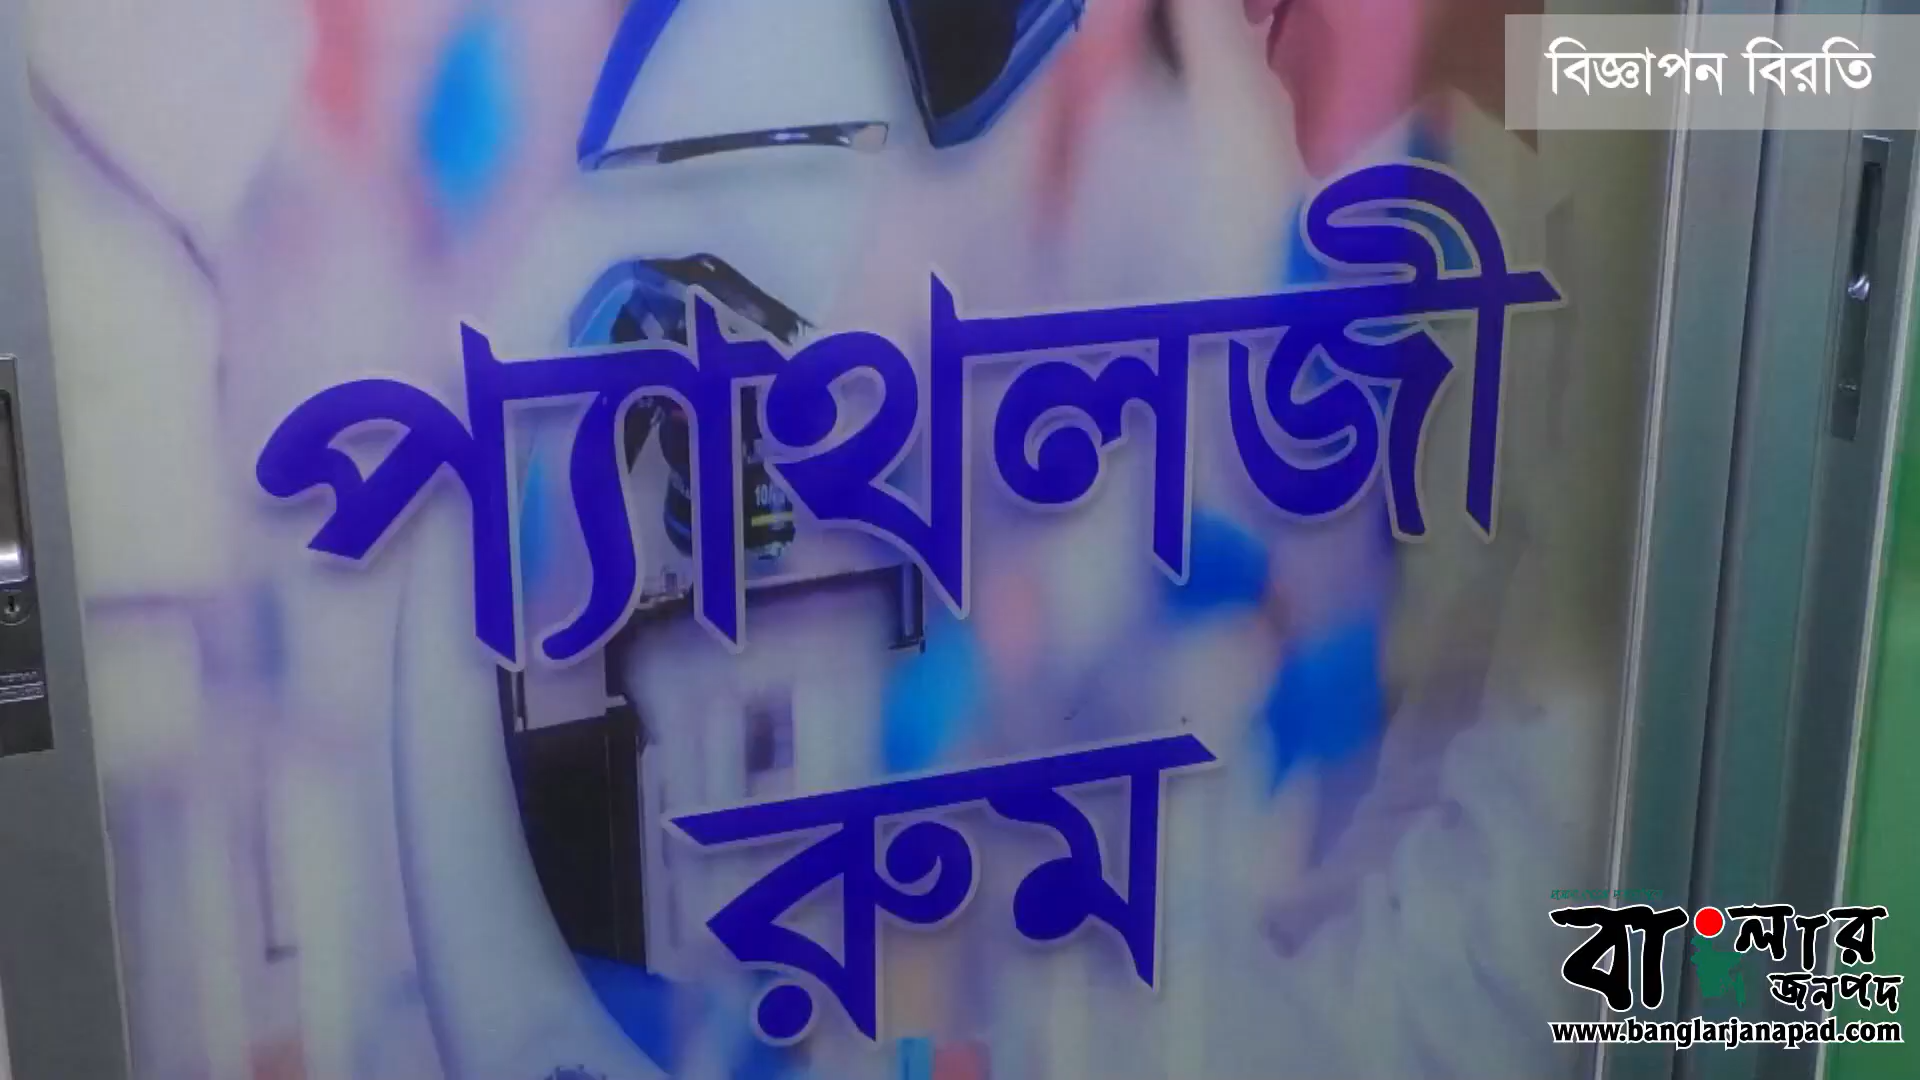 বিজ্ঞাপন বিরতি
প্যাথলজী
রুম
বাংলার
জনপদ
www.banglarjanapad.com